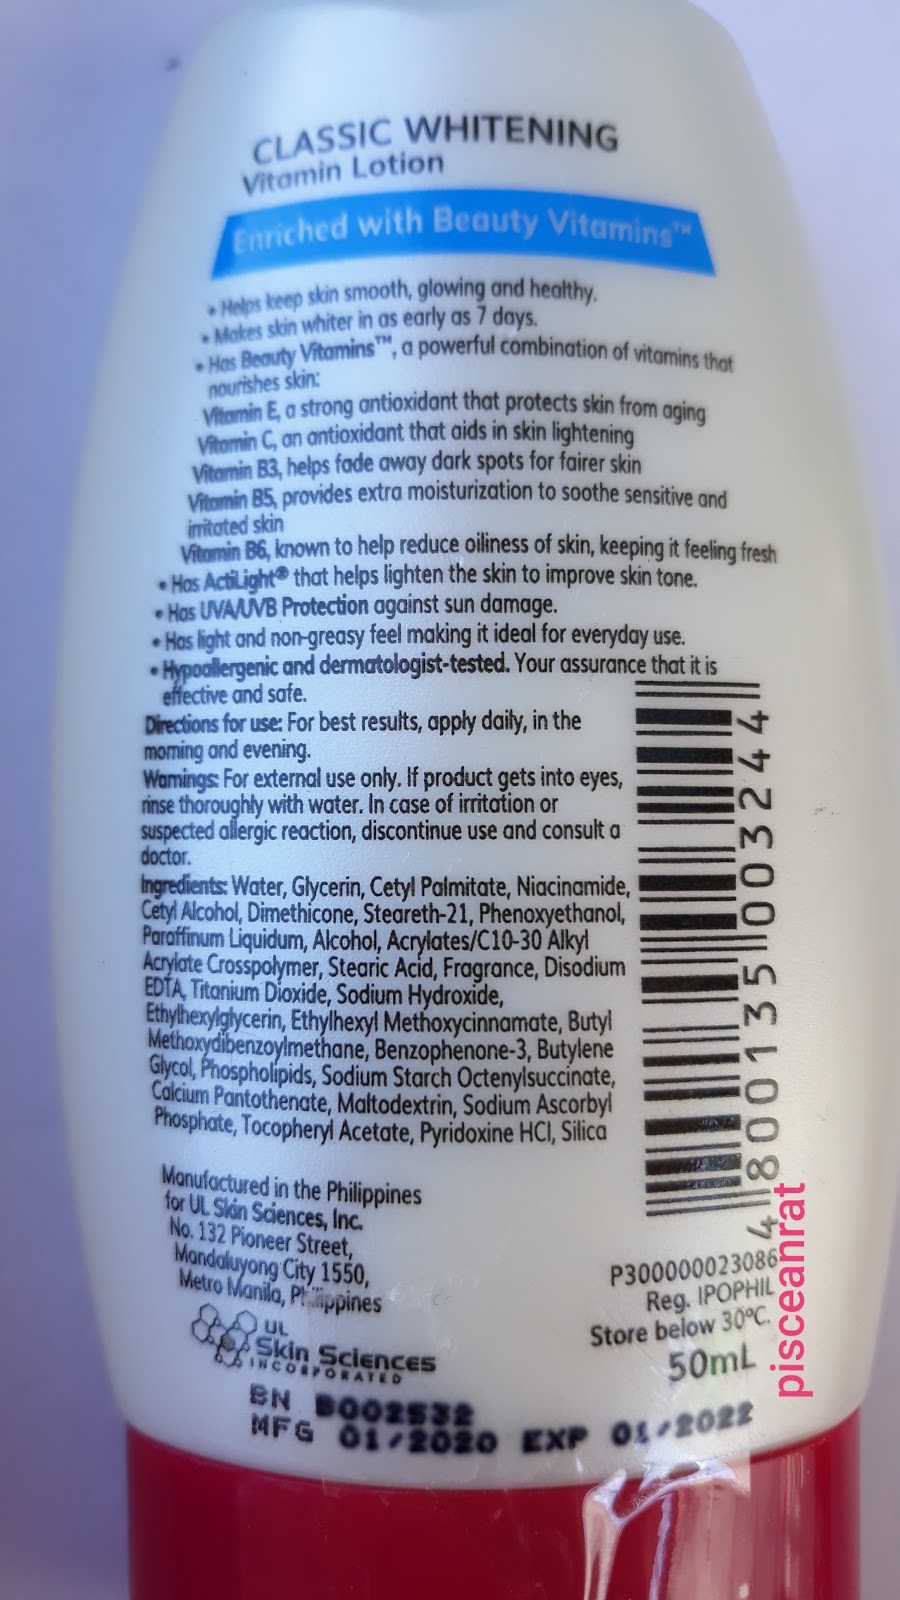 CLASSIC WHITENING
Vitamin Lotion
Enriched with Beauty Vitamins™
• Helps keep skin smooth, glowing and healthy.
• Makes skin whiter in as early as 7 days.
• Has Beauty Vitamins™, a powerful combination of vitamins that
nourishes skin:
Vitamin E, a strong antioxidant that protects skin from aging
Vitamin C, an antioxidant that aids in skin lightening
Vitamin B3, helps fade away dark spots for fairer skin
Vitamin B5, provides extra moisturization to soothe sensitive and
irritated skin
Vitamin B6, known to help reduce oiliness of skin, keeping it feeling fresh
• Has ActiLight® that helps lighten the skin to improve skin tone.
• Has UVA/UVB Protection against sun damage.
• Has light and non-greasy feel making it ideal for everyday use.
• Hypoallergenic and dermatologist-tested. Your assurance that it is
effective and safe.
Directions for use: For best results, apply daily, in the
morning and evening.
Warnings: For external use only. If product gets into eyes,
rinse thoroughly with water. In case of irritation or
suspected allergic reaction, discontinue use and consult a
doctor.
Ingredients: Water, Glycerin, Cetyl Palmitate, Niacinamide,
Cetyl Alcohol, Dimethicone, Steareth-21, Phenoxyethanol,
Paraffinum Liquidum, Alcohol, Acrylates/C10-30 Alkyl
Acrylate Crosspolymer, Stearic Acid, Fragrance, Disodium
EDTA, Titanium Dioxide, Sodium Hydroxide,
Ethylhexylglycerin, Ethylhexyl Methoxycinnamate, Butyl
Methoxydibenzoylmethane, Benzophenone-3, Butylene
Glycol, Phospholipids, Sodium Starch Octenylsuccinate,
Calcium Pantothenate, Maltodextrin, Sodium Ascorbyl
Phosphate, Tocopheryl Acetate, Pyridoxine HCl, Silica
4 800135 003244
Manufactured in the Philippines
for UL Skin Sciences, Inc.
No. 132 Pioneer Street,
Mandaluyong City 1550,
Metro Manila, Philippines
UL
Skin Sciences
INCORPORATED
P300000023086
Reg. IPOPHIL
Store below 30°C.
50mL
BN B002532
MFG 01/2020 EXP 01/2022
pisceanrat